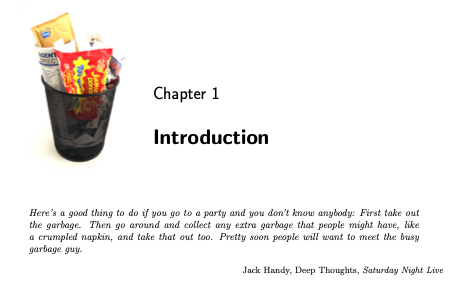 Chapter 1
Introduction
Here's a good thing to do if you go to a party and you don't know anybody: First take out
the garbage. Then go around and collect any extra garbage that people might have, like
a crumpled napkin, and take that out too. Pretty soon people will want to meet the busy
garbage guy.
Jack Handy, Deep Thoughts, Saturday Night Live